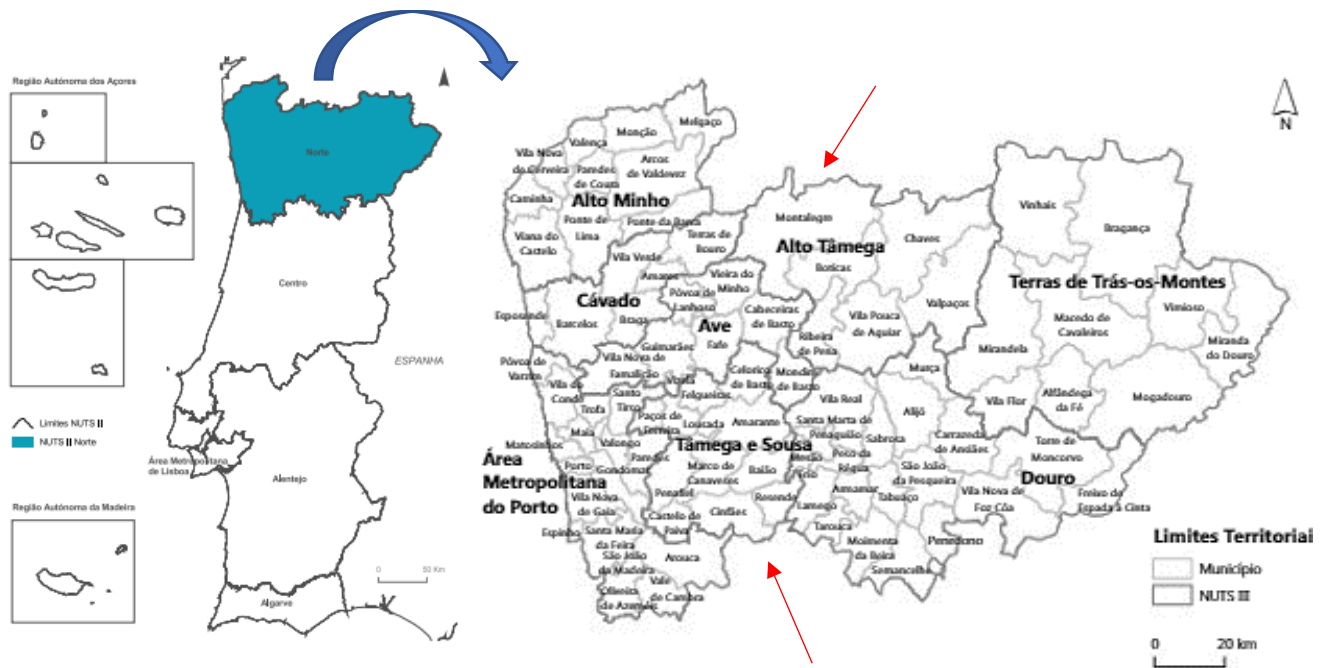 Região Autónoma dos Açores
Norte
Centro
ESPANHA
Limites NUTS II
NUTS II Norte
Área Metropolitana
de Lisboa
Alentejo
Região Autónoma da Madeira
0 50 Km
Algarve
N
Melgaço
Monção
Valença
Vila Nova
de Cerveira
Paredes
de Coura
Arcos
de Valdevez
Caminha
Alto Minho
Ponte de
Lima
Ponte da Barca
Viana do
Castelo
Terras de
Bouro
Vila Verde
Amares
Montalegre
Chaves
Alto Tâmega
Boticas
Vinhais
Bragança
Vieira do
Minho
Terras de Trás-os-Montes
Cávado
Póvoa de
Lanhoso
Valpaços
Vimioso
Esposende
Barcelos
Braga
Ave
Cabeceiras
de Basto
Vila Pouca
de Aguiar
Macedo de
Cavaleiros
Fafe
Guimarães
Ribeira
de Pena
Mirandela
Miranda
do Douro
Póvoa de
Varzim
Vila Nova de
Famalicão
Vizela
Celorico
de Basto
Mondim
de Basto
Murça
Vila do
Conde
Santo
Tirso
Felgueiras
Vila Real
Vila Flor
Alfândega
da Fé
Mogadouro
Trofa
Paços de
Ferreira
Lousada
Amarante
Santa Marta de
Penaguião
Alijó
Maia
Valongo
Tâmega e Sousa
Sabrosa
Carrazeda
de Ansiães
Torre de
Moncorvo
Matosinhos
Paredes
Mesão
Frio
Peso da
Régua
Área
Metropolitana
do Porto
Porto
Gondomar
Marco de
Canaveses
Baião
São João
da Pesqueira
Douro
Penafiel
Armamar
Tabuaço
Vila Nova
de Gaia
Resende
Lamego
Vila Nova de
Foz Côa
Freixo de
Espada à Cinta
Castelo de
Paiva
Cinfães
Espinho
Santa Maria
da Feira
Tarouca
Moimenta
da Beira
Penedono
Arouca
São João
da Madeira
Sernancelhe
Oliveira
de Azeméis
Vale
de Cambra
Limites Territoriai
Município
NUTS III
0 20 km